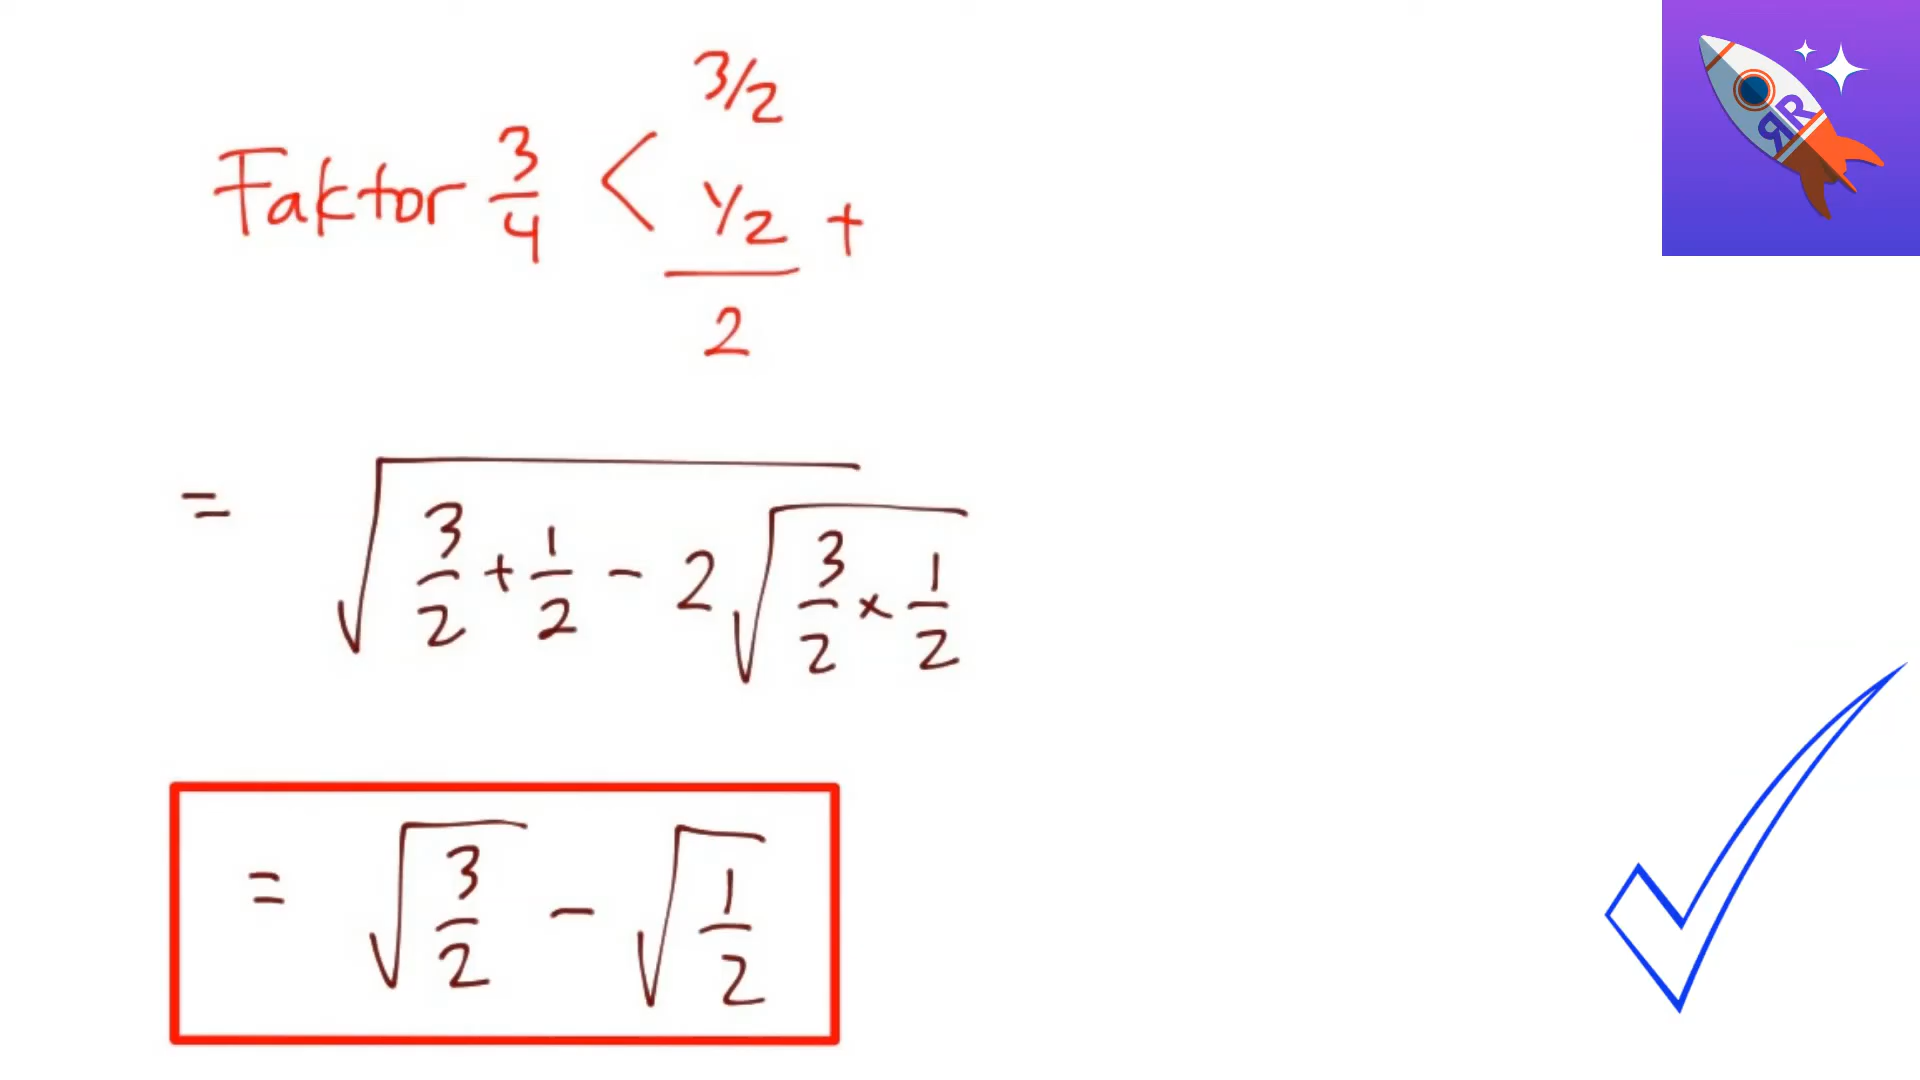 3/2
Faktor 3/4 < 1/2 +
2
= √(3/2 + 1/2 - 2√(3/2 × 1/2))
= √(3/2) - √(1/2)
RR